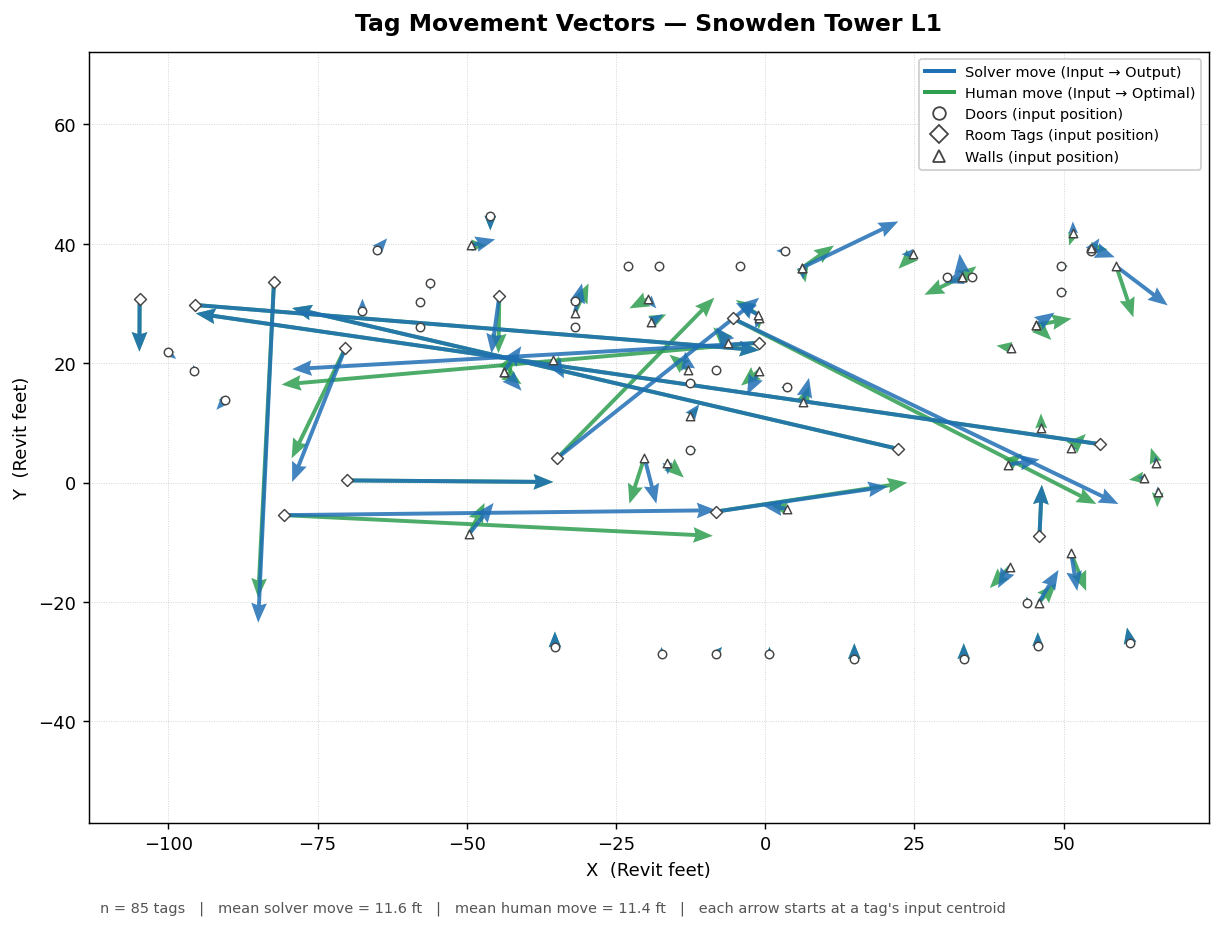 Tag Movement Vectors — Snowden Tower L1
Solver move (Input → Output)
Human move (Input → Optimal)
Doors (input position)
Room Tags (input position)
Walls (input position)
Y (Revit feet)
60
40
20
0
−20
−40
−100
−75
−50
−25
0
25
50
X (Revit feet)
n = 85 tags | mean solver move = 11.6 ft | mean human move = 11.4 ft | each arrow starts at a tag's input centroid